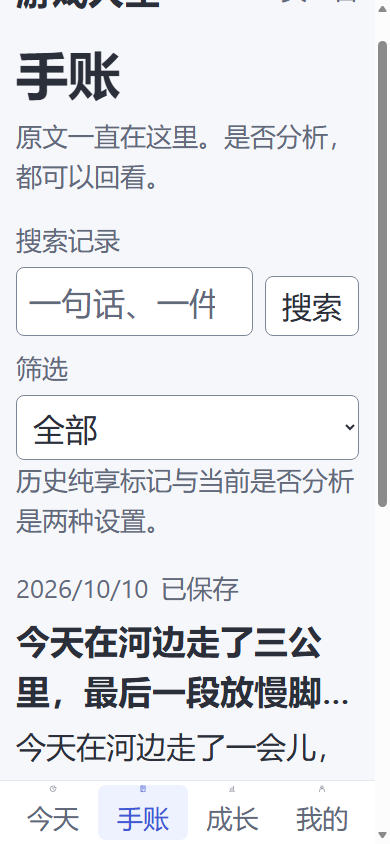 手账
原文一直在这里。是否分析，
都可以回看。
搜索记录
一句话、一件
搜索
筛选
全部
历史纯享标记与当前是否分析
是两种设置。
2026/10/10 已保存
今天在河边走了三公
里，最后一段放慢脚...
今天在河边走了一会儿，
今天
手账
成长
我的